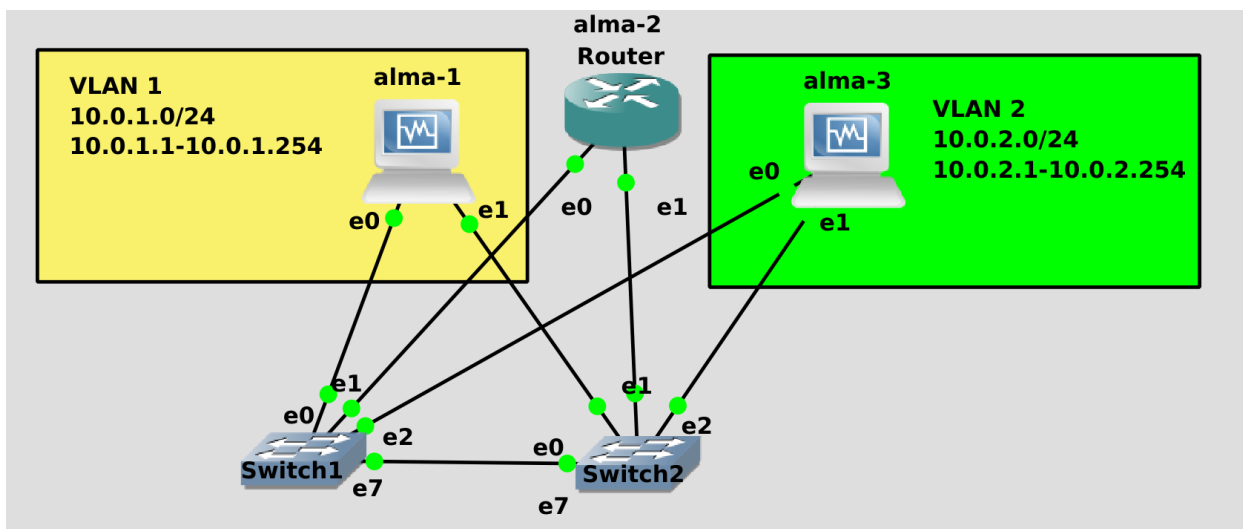 alma-2
Router
VLAN 1
10.0.1.0/24
10.0.1.1-10.0.1.254
alma-1
alma-3
VLAN 2
10.0.2.0/24
10.0.2.1-10.0.2.254
e0
e1
e0
e1
e0
e1
e1
e0
e2
e1
e2
e0
Switch1
e7
Switch2
e7